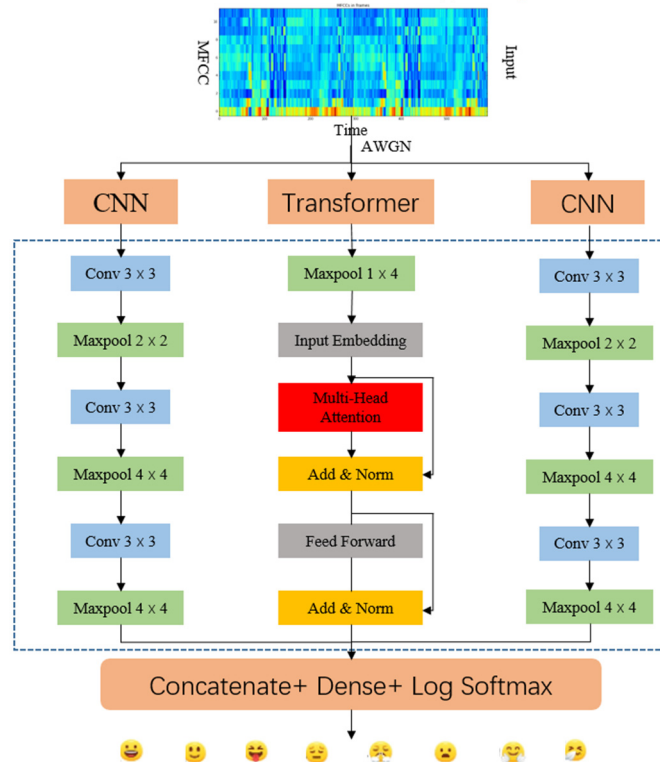 MFCC
Input
Time
AWGN
CNN
Transformer
CNN
Conv 3 x 3
Maxpool 1 x 4
Conv 3 x 3
Maxpool 2 x 2
Input Embedding
Maxpool 2 x 2
Conv 3 x 3
Multi-Head
Attention
Conv 3 x 3
Maxpool 4 x 4
Add & Norm
Maxpool 4 x 4
Conv 3 x 3
Feed Forward
Conv 3 x 3
Maxpool 4 x 4
Add & Norm
Maxpool 4 x 4
Concatenate+ Dense+ Log Softmax